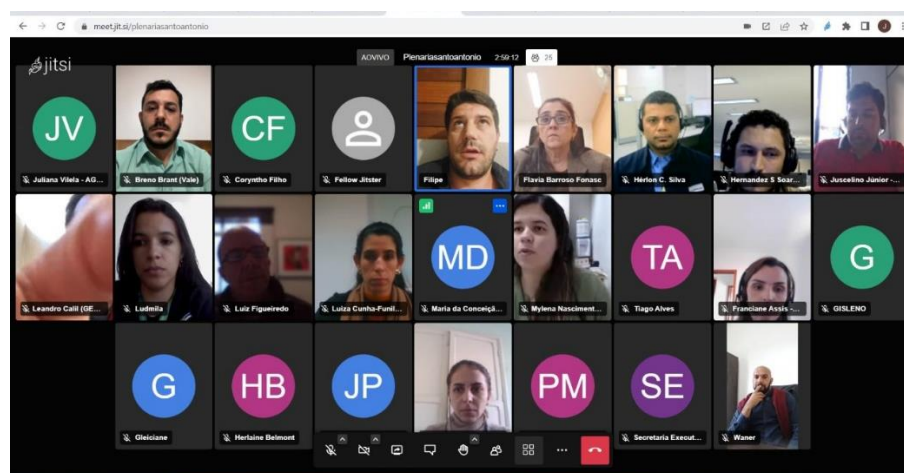 meet.jit.si/plenariasantoantonio
jitsi
AO VIVO Plenariasantoantonio 2:59:12 25
JV CF
Juliana Vilela - AG... Breno Brant (Vale) Coryntho Filho Fellow Jitster Filipe Flavia Barroso Fonsec Hérlon C. Silva Hernandez S Soar... Juscelino Júnior -...
MD TA G
Leandro Calil (GE... Ludmila Luiz Figueiredo Luiza Cunha-Funil... Maria da Conceiçã... Mylena Nasciment... Tiago Alves Franciane Assis -... GISLENO
G HB JP PM SE
Gleiciane Herlaine Belmont Secretaria Execut... Waner